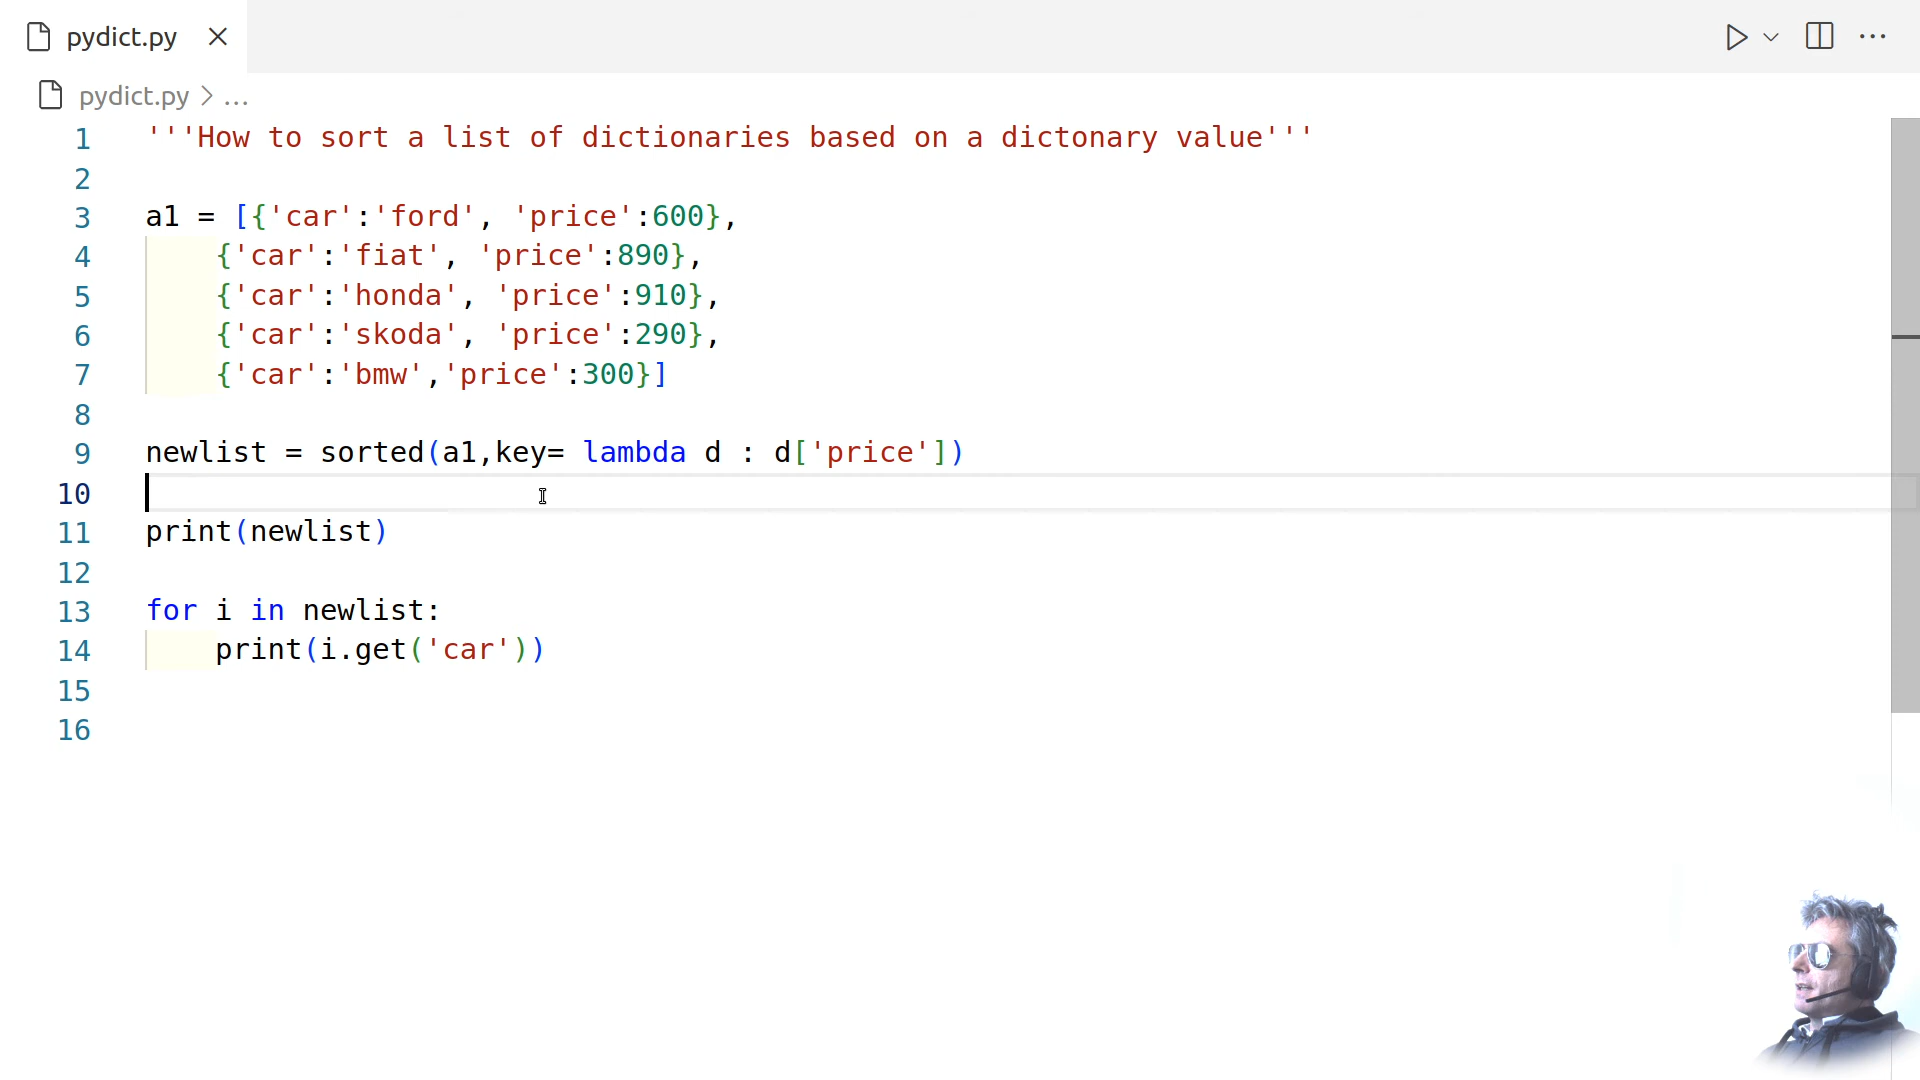 pydict.py
pydict.py > ...
1 '''How to sort a list of dictionaries based on a dictonary value'''
2
3 a1 = [{'car':'ford', 'price':600},
4 {'car':'fiat', 'price':890},
5 {'car':'honda', 'price':910},
6 {'car':'skoda', 'price':290},
7 {'car':'bmw','price':300}]
8
9 newlist = sorted(a1,key= lambda d : d['price'])
10
11 print(newlist)
12
13 for i in newlist:
14 print(i.get('car'))
15
16